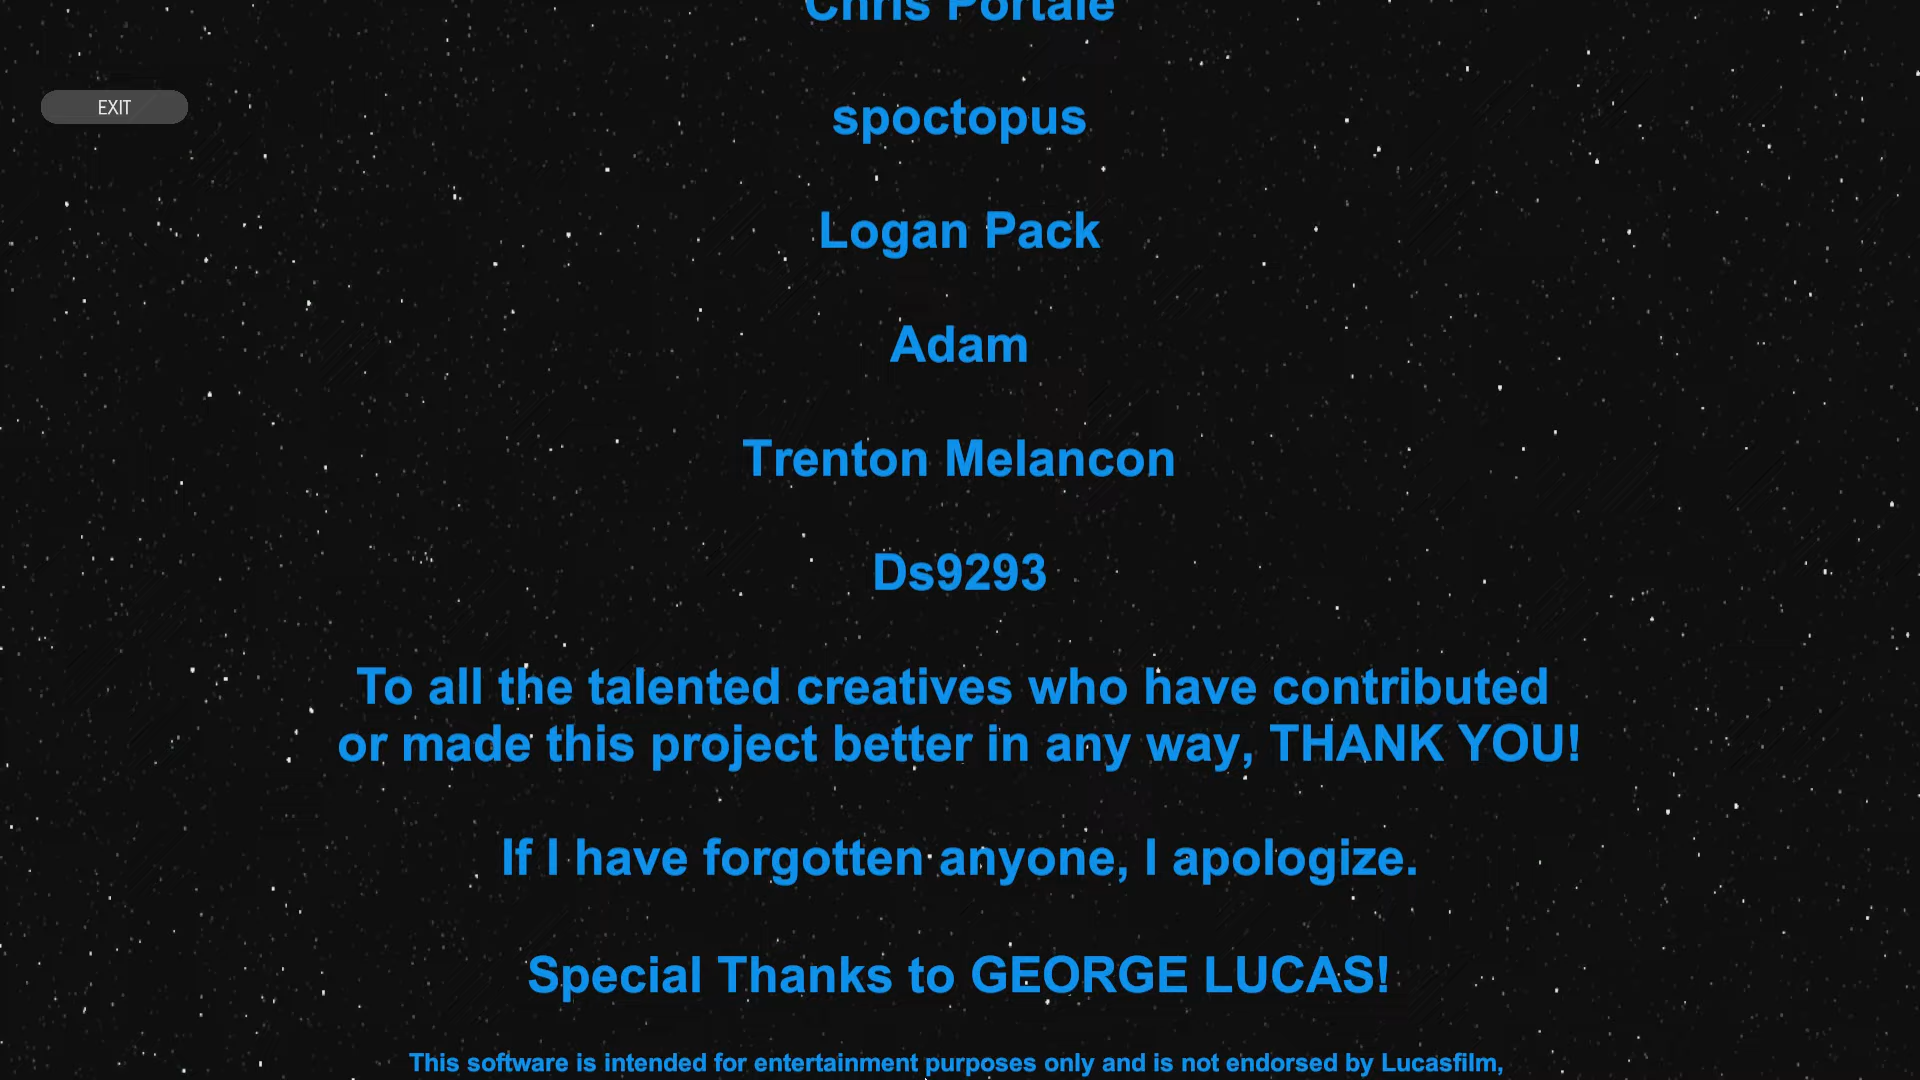 Chris Portale
EXIT
spoctopus
Logan Pack
Adam
Trenton Melancon
Ds9293
To all the talented creatives who have contributed
or made this project better in any way, THANK YOU!
If I have forgotten anyone, I apologize.
Special Thanks to GEORGE LUCAS!
This software is intended for entertainment purposes only and is not endorsed by Lucasfilm,